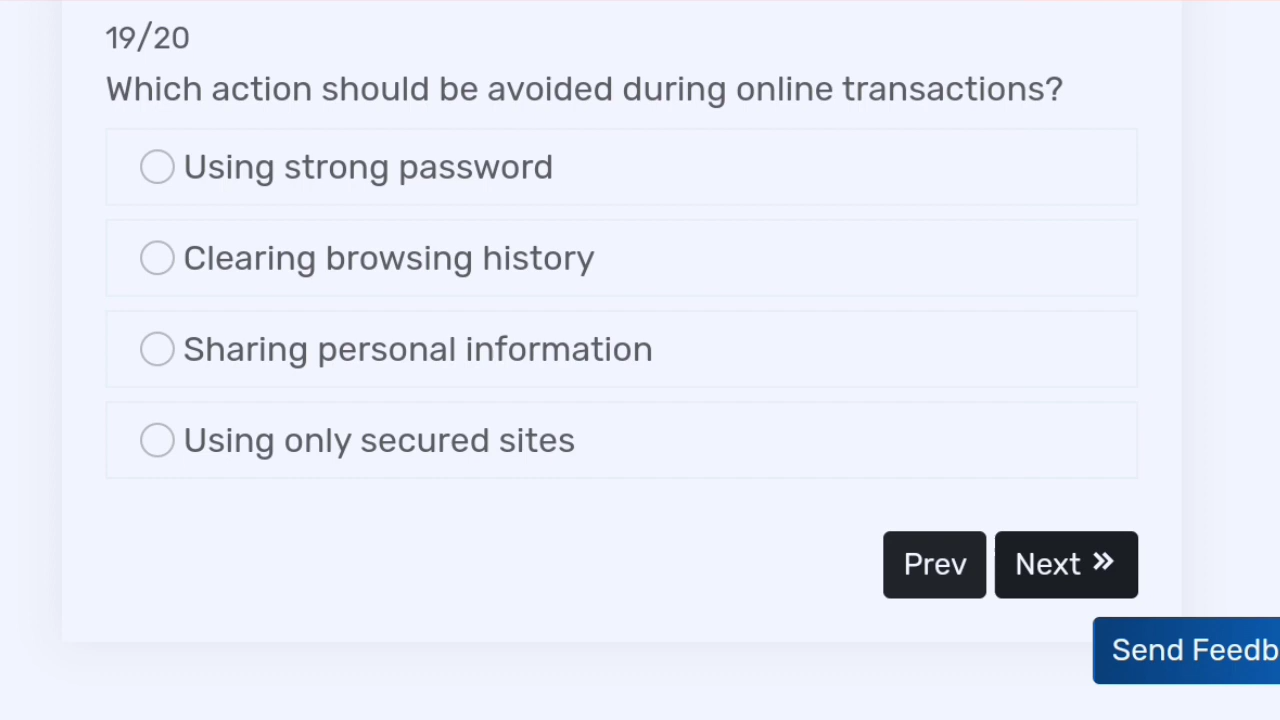 19/20
Which action should be avoided during online transactions?
Using strong password
Clearing browsing history
Sharing personal information
Using only secured sites
Prev
Next »
Send Feedb